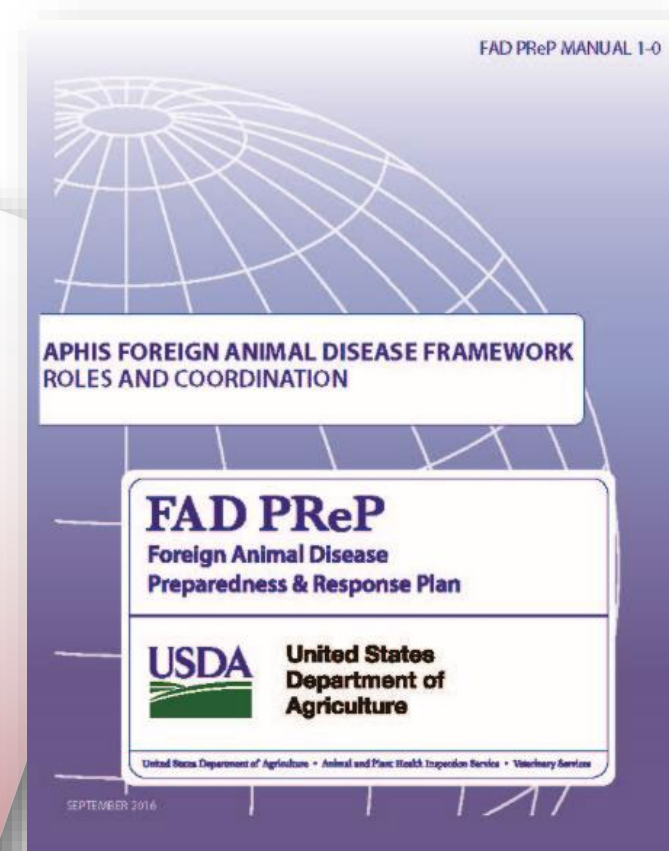 FAD PReP MANUAL 1-0
APHIS FOREIGN ANIMAL DISEASE FRAMEWORK
ROLES AND COORDINATION
FAD PReP
Foreign Animal Disease
Preparedness & Response Plan
USDA
United States
Department of
Agriculture
United States Department of Agriculture • Animal and Plant Health Inspection Service • Veterinary Services
SEPTEMBER 2016